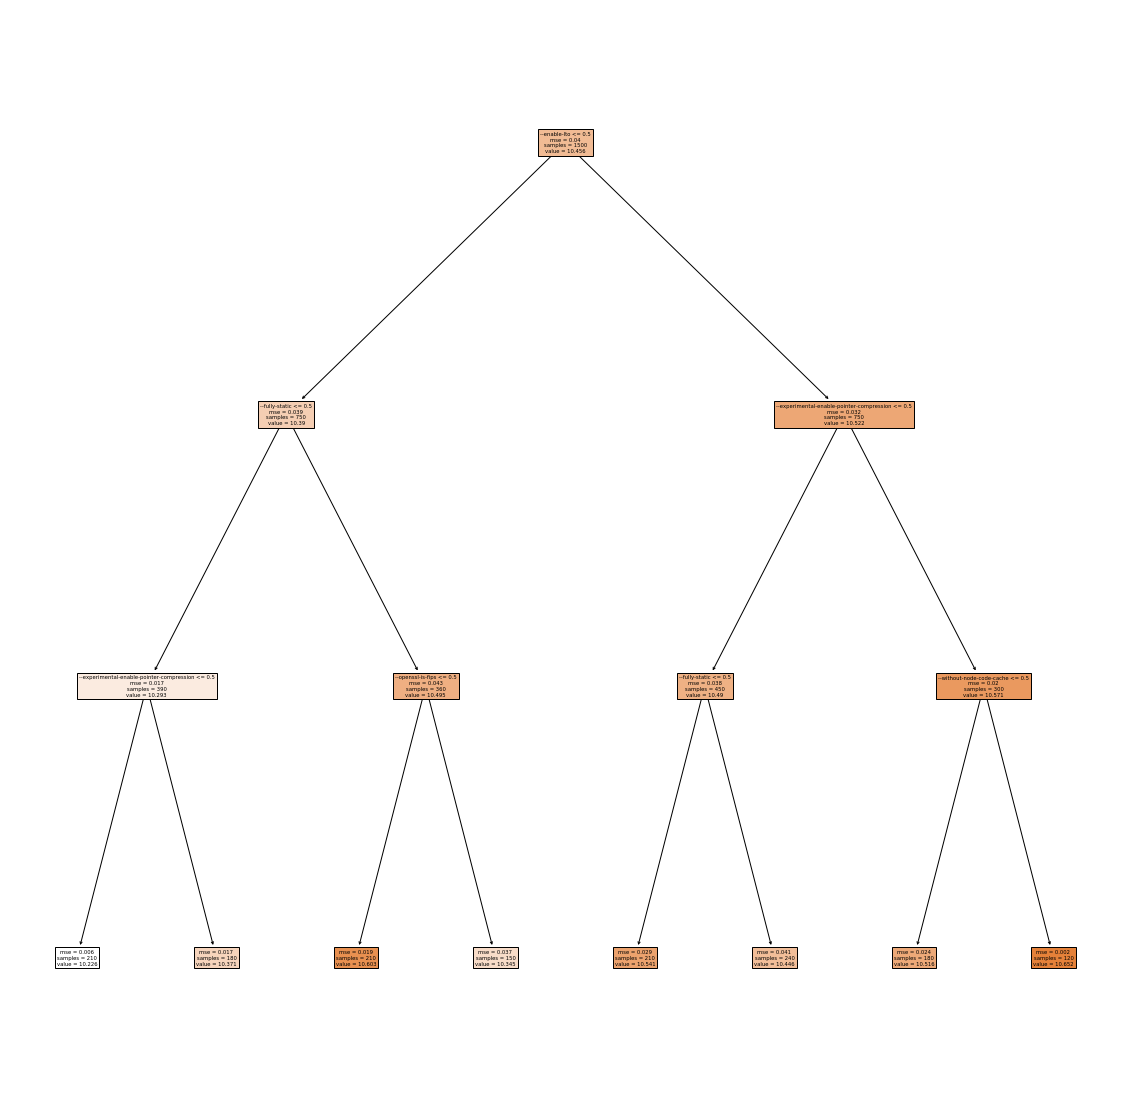 --enable-lto <= 0.5
mse = 0.04
samples = 1500
value = 10.456
--fully-static <= 0.5
mse = 0.039
samples = 750
value = 10.39
--experimental-enable-pointer-compression <= 0.5
mse = 0.032
samples = 750
value = 10.522
--experimental-enable-pointer-compression <= 0.5
mse = 0.017
samples = 390
value = 10.293
--openssl-is-fips <= 0.5
mse = 0.043
samples = 360
value = 10.495
--fully-static <= 0.5
mse = 0.038
samples = 450
value = 10.49
--without-node-code-cache <= 0.5
mse = 0.02
samples = 300
value = 10.571
mse = 0.006
samples = 210
value = 10.226
mse = 0.017
samples = 180
value = 10.371
mse = 0.019
samples = 210
value = 10.603
mse = 0.037
samples = 150
value = 10.345
mse = 0.029
samples = 210
value = 10.541
mse = 0.041
samples = 240
value = 10.446
mse = 0.024
samples = 180
value = 10.516
mse = 0.002
samples = 120
value = 10.652